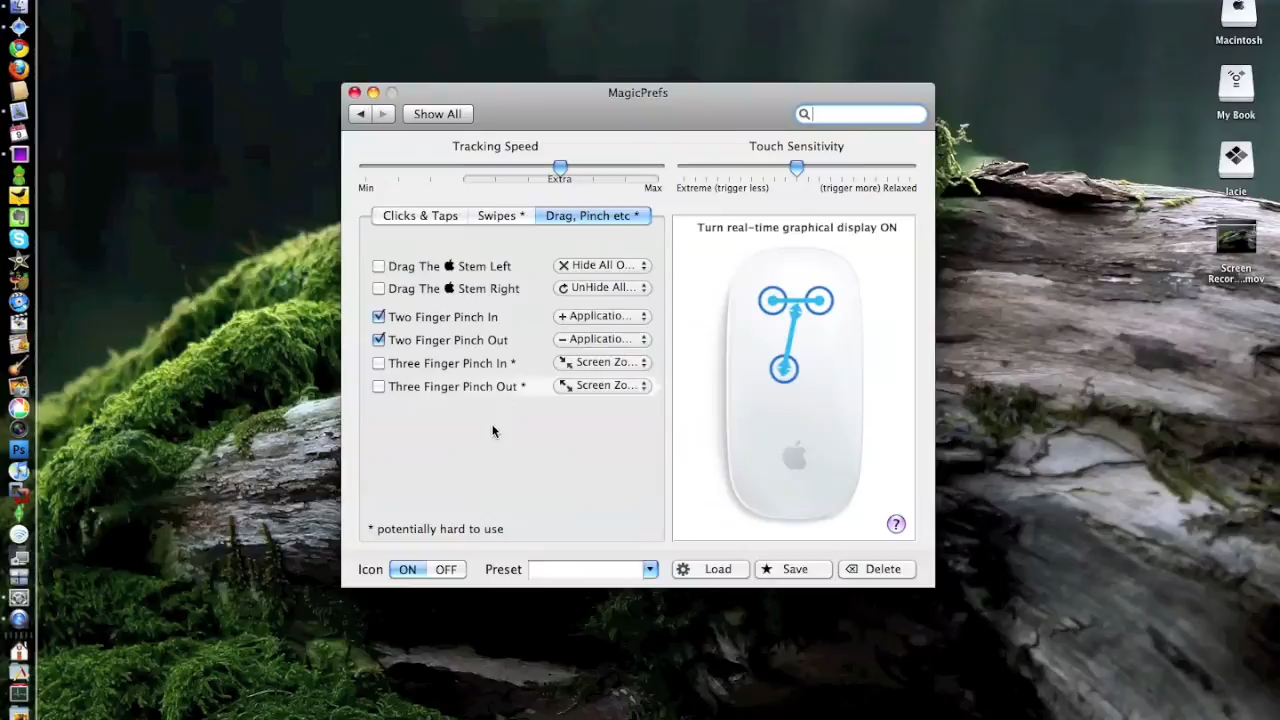 MagicPrefs
Show All
Tracking Speed
Touch Sensitivity
Min
Extra
Max
Extreme (trigger less)
(trigger more) Relaxed
Clicks & Taps
Swipes *
Drag, Pinch etc *
Turn real-time graphical display ON
Drag The Stem Left
Hide All O...
Drag The Stem Right
UnHide All...
Two Finger Pinch In
+ Applicatio...
Two Finger Pinch Out
− Applicatio...
Three Finger Pinch In *
Screen Zo...
Three Finger Pinch Out *
Screen Zo...
* potentially hard to use
?
Icon
ON
OFF
Preset
Load
Save
Delete
Macintosh
My Book
lacie
Screen
Recor....mov
Ps
9